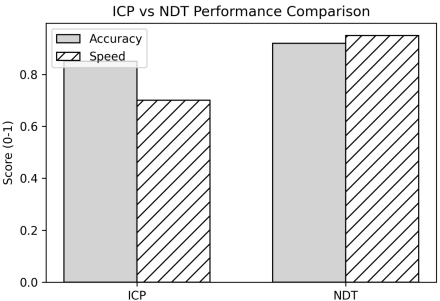 ICP vs NDT Performance Comparison
Accuracy
Speed
Score (0-1)
0.8
0.6
0.4
0.2
0.0
ICP
NDT